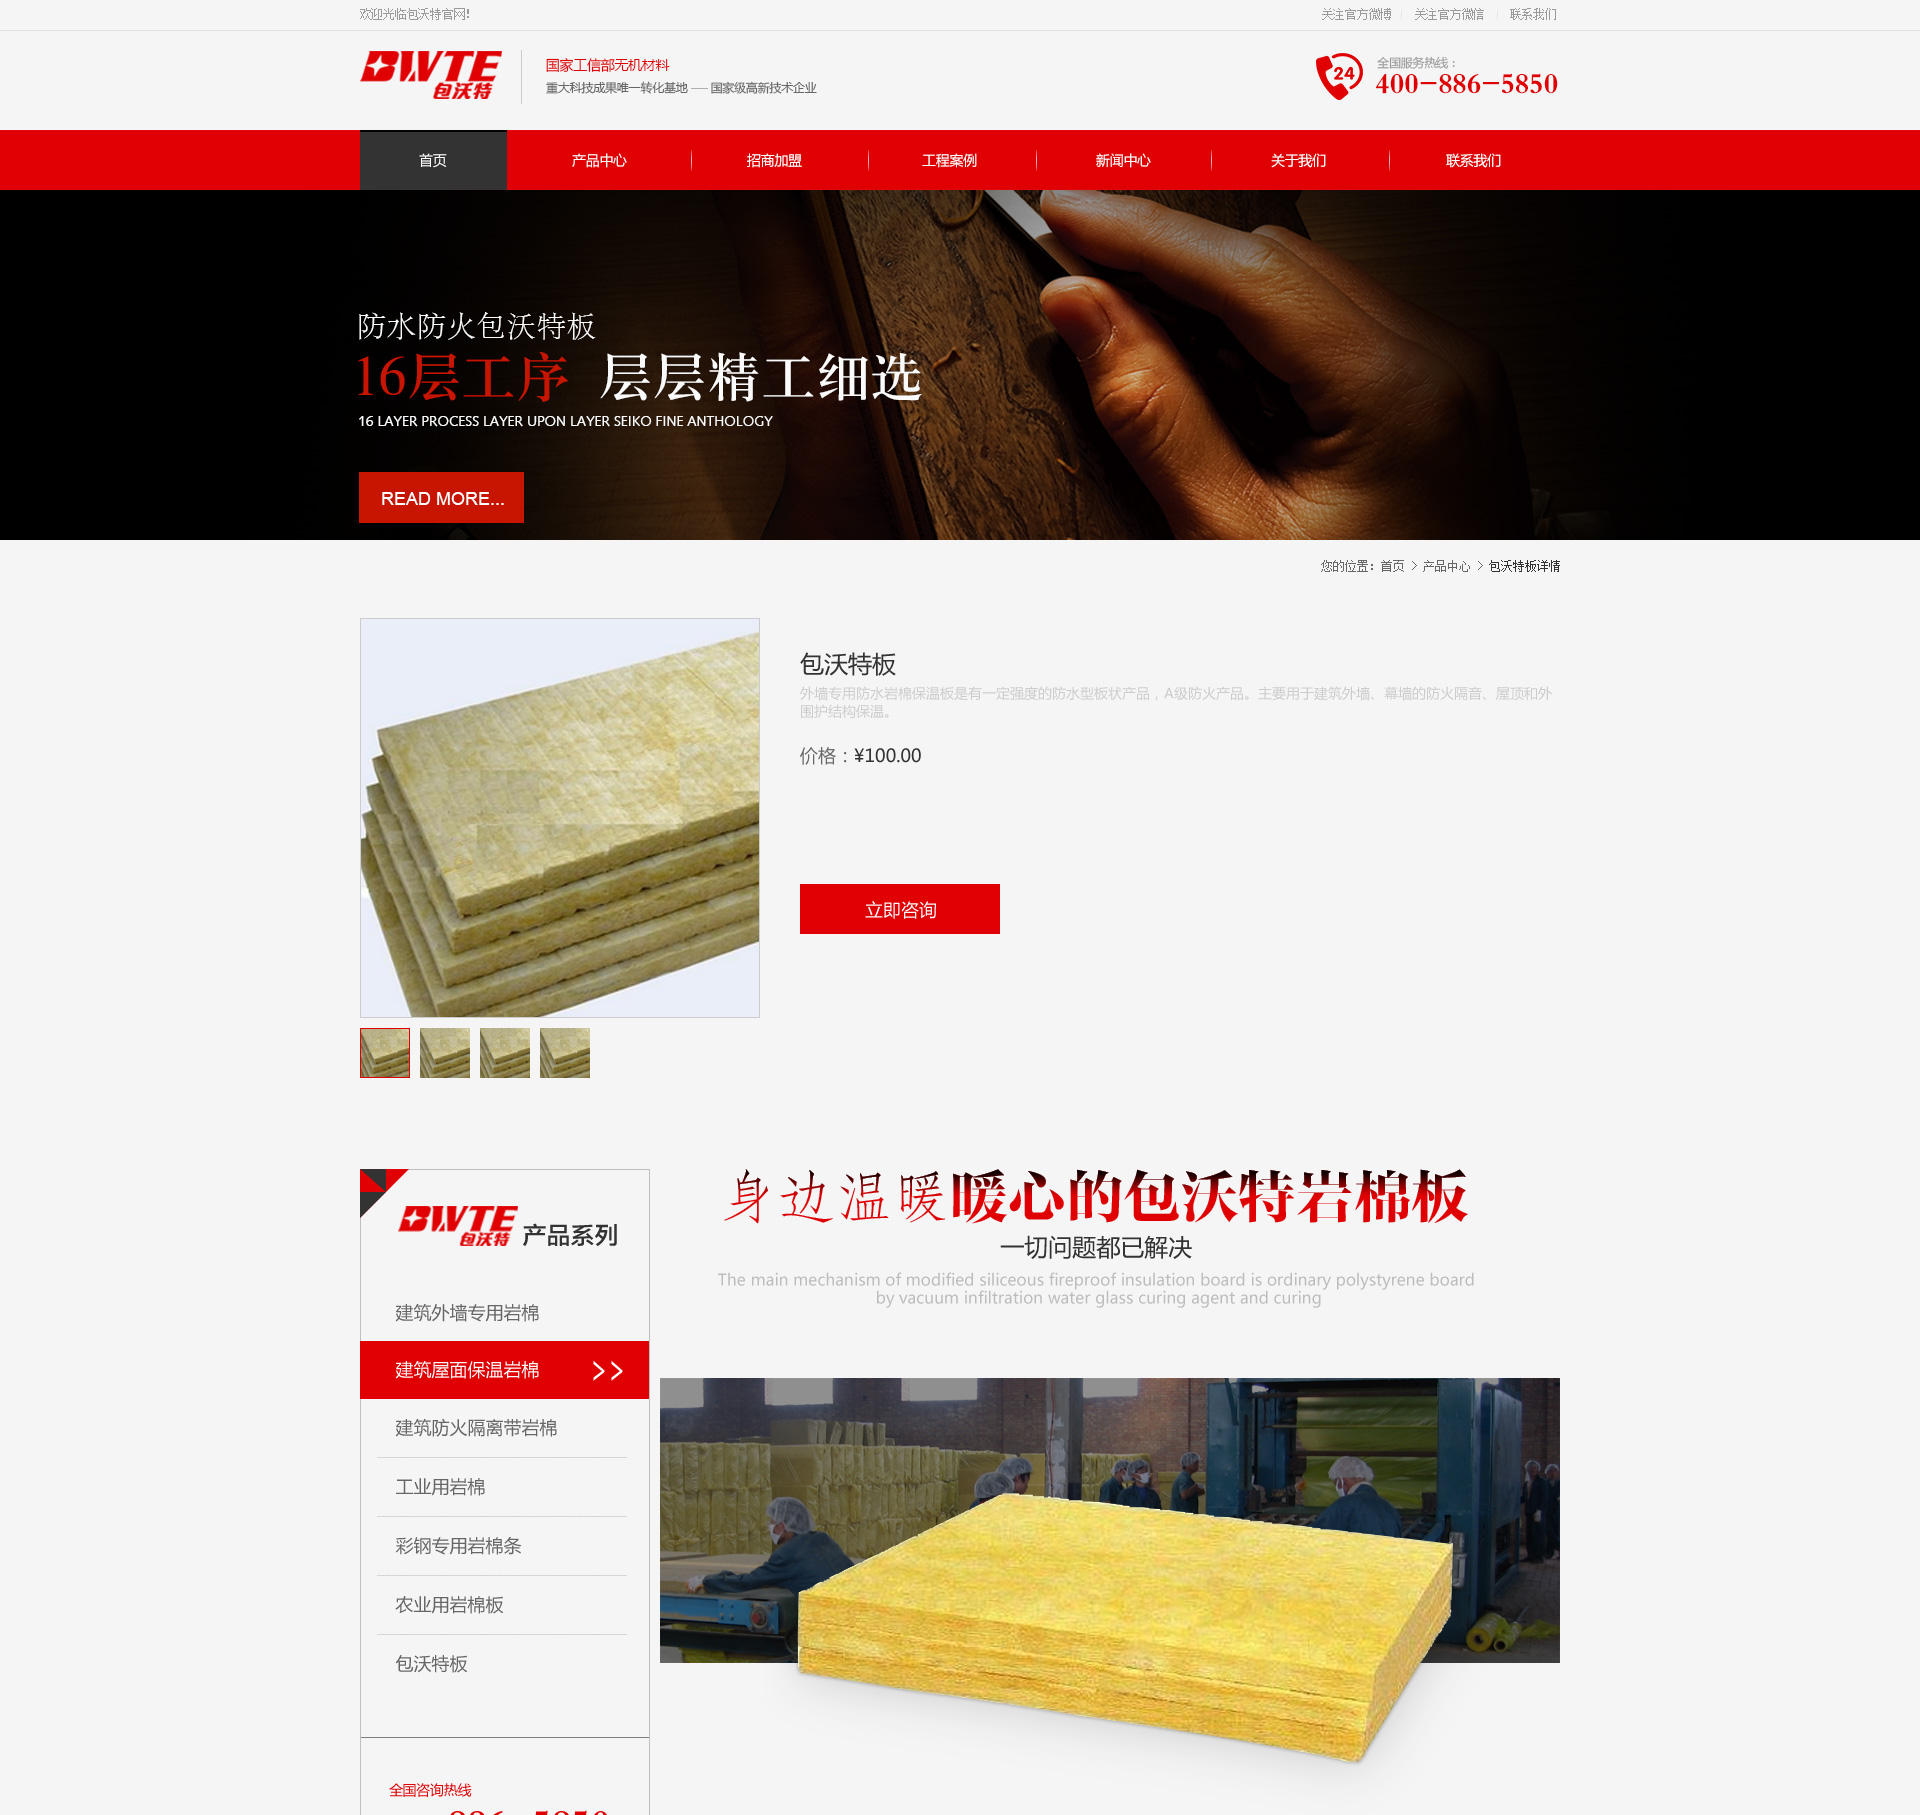 欢迎光临包沃特官网!
关注官方微博
关注官方微信
联系我们
BWTE
包沃特
国家工信部无机材料
重大科技成果唯一转化基地 —— 国家级高新技术企业
24
全国服务热线：
400-886-5850
首页
产品中心
招商加盟
工程案例
新闻中心
关于我们
联系我们
防水防火包沃特板
16层工序 层层精工细选
16 LAYER PROCESS LAYER UPON LAYER SEIKO FINE ANTHOLOGY
READ MORE...
您的位置：首页 > 产品中心 > 包沃特板详情
包沃特板
外墙专用防水岩棉保温板是有一定强度的防水型板状产品，A级防火产品。主要用于建筑外墙、幕墙的防火隔音、屋顶和外
围护结构保温。
价格：¥100.00
立即咨询
BWTE
包沃特
产品系列
建筑外墙专用岩棉
建筑屋面保温岩棉 >>
建筑防火隔离带岩棉
工业用岩棉
彩钢专用岩棉条
农业用岩棉板
包沃特板
全国咨询热线
身边温暖暖心的包沃特岩棉板
一切问题都已解决
The main mechanism of modified siliceous fireproof insulation board is ordinary polystyrene board
by vacuum infiltration water glass curing agent and curing